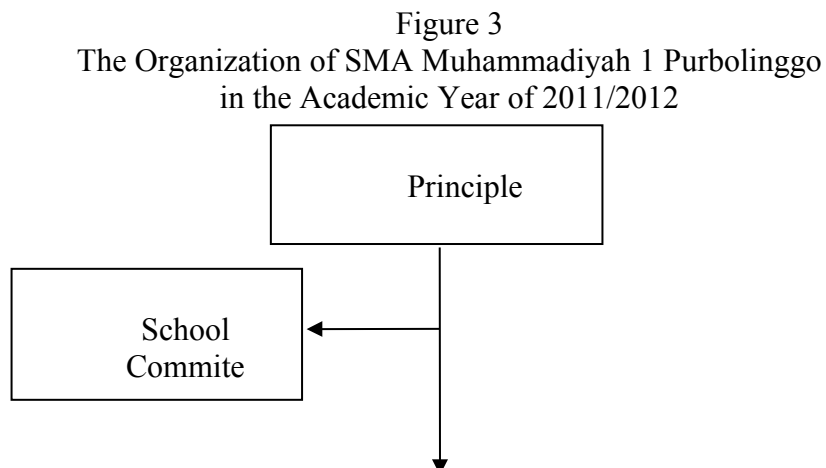 Figure 3
The Organization of SMA Muhammadiyah 1 Purbolinggo
in the Academic Year of 2011/2012
Principle
School
Commite